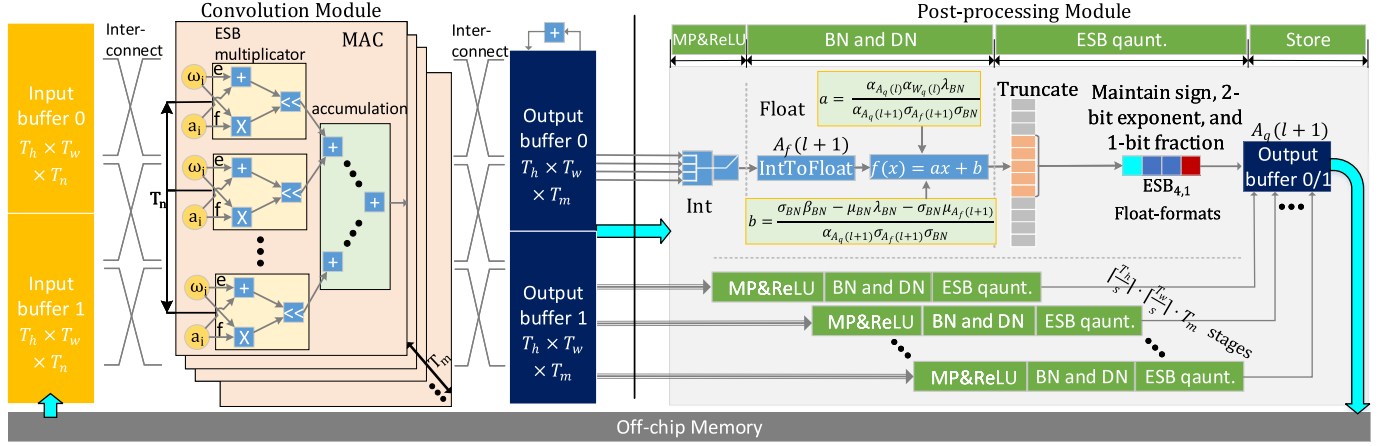 Convolution Module
Post-processing Module
Input
buffer 0
T_h × T_w
× T_n
Input
buffer 1
T_h × T_w
× T_n
Inter-
connect
ESB
multiplicator
MAC
ω_i
e
+
a_i
f
X
<<
ω_i
e
+
a_i
f
X
<<
ω_i
e
+
a_i
f
X
<<
T_n
accumulation
+
+
+
T_m
Inter-
connect
+
Output
buffer 0
T_h × T_w
× T_m
Output
buffer 1
T_h × T_w
× T_m
MP&ReLU
BN and DN
ESB qaunt.
Store
Int
Float
A_f(l + 1)
IntToFloat
a = α_{A_q(l)}α_{W_q(l)}λ_{BN} / α_{A_q(l+1)}σ_{A_f(l+1)}σ_{BN}
f(x) = ax + b
b = σ_{BN}β_{BN} − μ_{BN}λ_{BN} − σ_{BN}μ_{A_f(l+1)} / α_{A_q(l+1)}σ_{A_f(l+1)}σ_{BN}
Truncate
Maintain sign, 2-
bit exponent, and
1-bit fraction
ESB_{4,1}
Float-formats
A_q(l + 1)
Output
buffer 0/1
MP&ReLU
BN and DN
ESB qaunt.
MP&ReLU
BN and DN
ESB qaunt.
MP&ReLU
BN and DN
ESB qaunt.
⌈T_h/s⌉ · ⌈T_w/s⌉ · T_m stages
Off-chip Memory